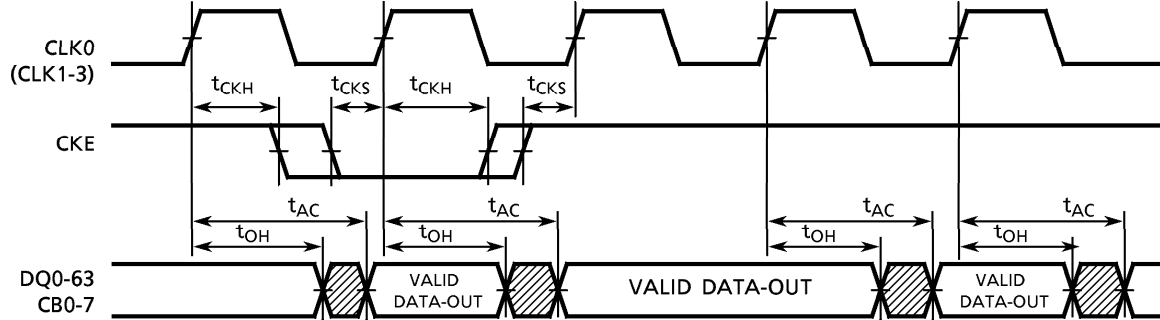 CLK0
(CLK1-3)
tCKH tCKS tCKH tCKS
CKE
tAC tAC tAC tAC
tOH tOH tOH tOH
DQ0-63
CB0-7
VALID
DATA-OUT
VALID DATA-OUT
VALID
DATA-OUT